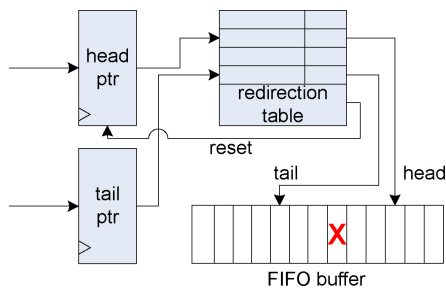 head
ptr
redirection
table
reset
tail
ptr
tail
head
X
FIFO buffer